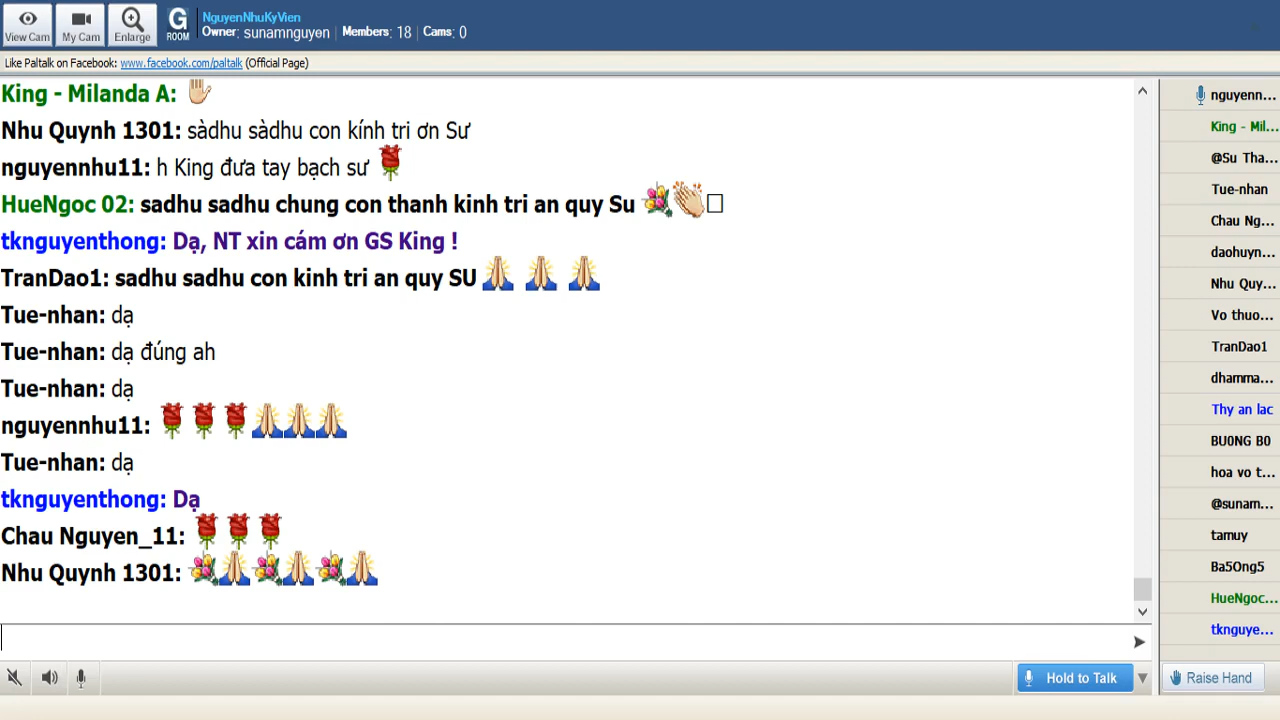 View Cam
My Cam
Enlarge
G
ROOM
NguyenNhuKyVien
Owner: sunamnguyen | Members: 18 | Cams: 0
Like Paltalk on Facebook: www.facebook.com/paltalk (Official Page)
King - Milanda A:
Nhu Quynh 1301: sàdhu sàdhu con kính tri ơn Sư
nguyennhu11: h King đưa tay bạch sư
HueNgoc 02: sadhu sadhu chung con thanh kinh tri an quy Su
tknguyenthong: Dạ, NT xin cám ơn GS King !
TranDao1: sadhu sadhu con kinh tri an quy SU
Tue-nhan: dạ
Tue-nhan: dạ đúng ah
Tue-nhan: dạ
nguyennhu11:
Tue-nhan: dạ
tknguyenthong: Dạ
Chau Nguyen_11:
Nhu Quynh 1301:
nguyenn...
King - Mil...
@Su Tha...
Tue-nhan
Chau Ng...
daohuyn...
Nhu Quy...
Vo thuo...
TranDao1
dhamma...
Thy an lac
BU0NG B0
hoa vo t...
@sunam...
tamuy
Ba5Ong5
HueNgoc...
tknguye...
Hold to Talk
Raise Hand